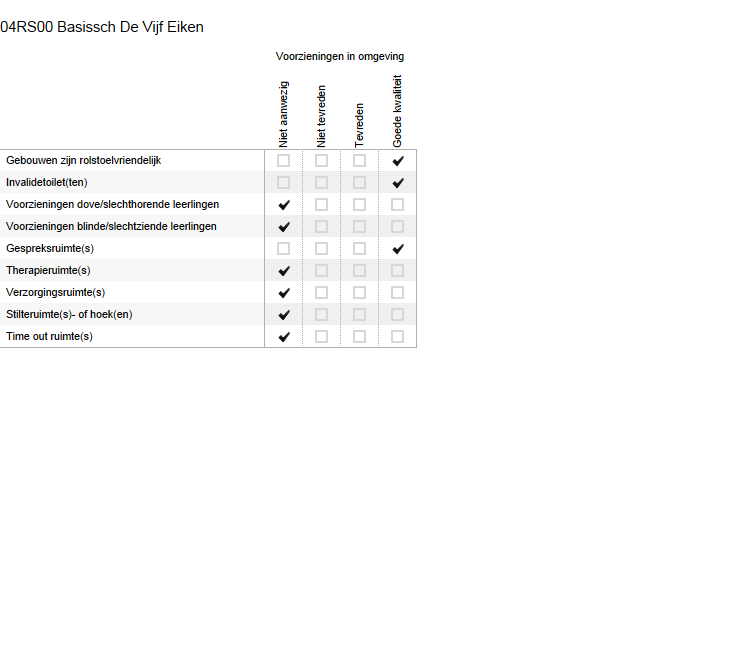 04RS00 Basissch De Vijf Eiken
Voorzieningen in omgeving
Niet aanwezig
Niet tevreden
Tevreden
Goede kwaliteit
Gebouwen zijn rolstoelvriendelijk
Invalidetoilet(ten)
Voorzieningen dove/slechthorende leerlingen
Voorzieningen blinde/slechtziende leerlingen
Gespreksruimte(s)
Therapieruimte(s)
Verzorgingsruimte(s)
Stilteruimte(s)- of hoek(en)
Time out ruimte(s)